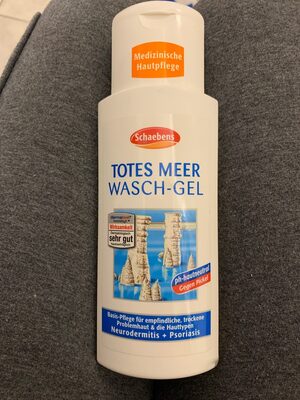 Medizinische
Hautpflege
Schaebens
TOTES MEER
WASCH-GEL
Wirksamkeit
sehr gut
ph-hautneutral
Gegen Pickel
Basis-Pflege für empfindliche, trockene
Problemhaut & die Hauttypen
Neurodermitis + Psoriasis